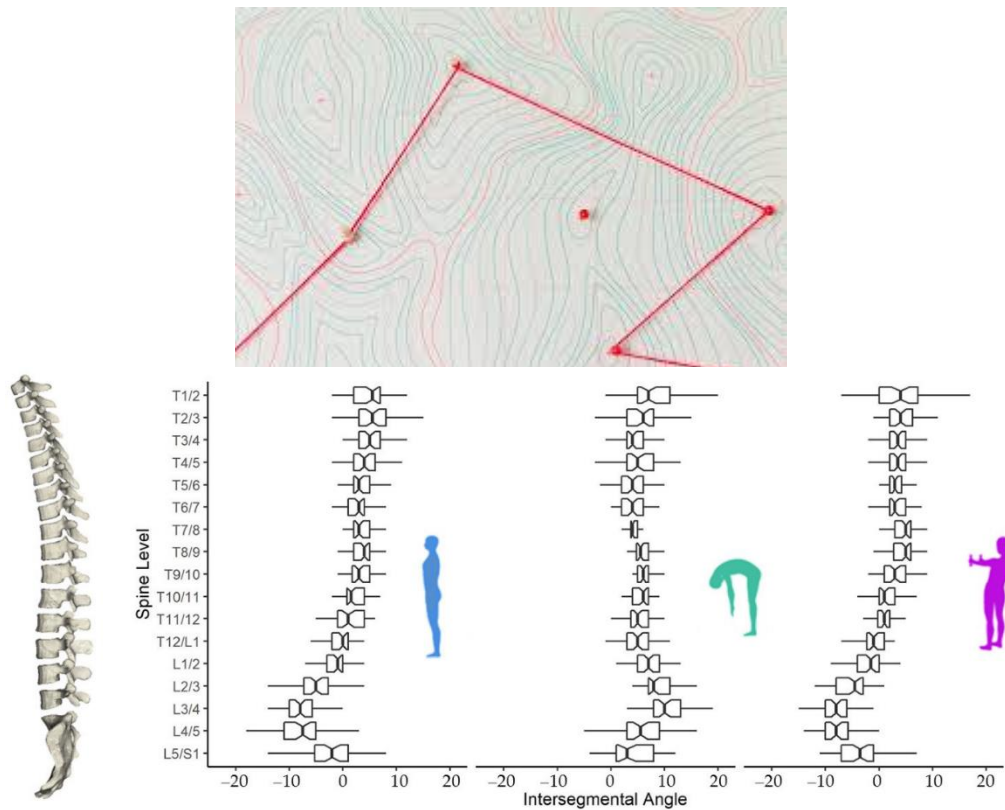 T1/2
T2/3
T3/4
T4/5
T5/6
T6/7
T7/8
T8/9
T9/10
T10/11
T11/12
T12/L1
L1/2
L2/3
L3/4
L4/5
L5/S1
Spine Level
−20 −10 0 10 20 −20 −10 0 10 20 −20 −10 0 10 20
Intersegmental Angle